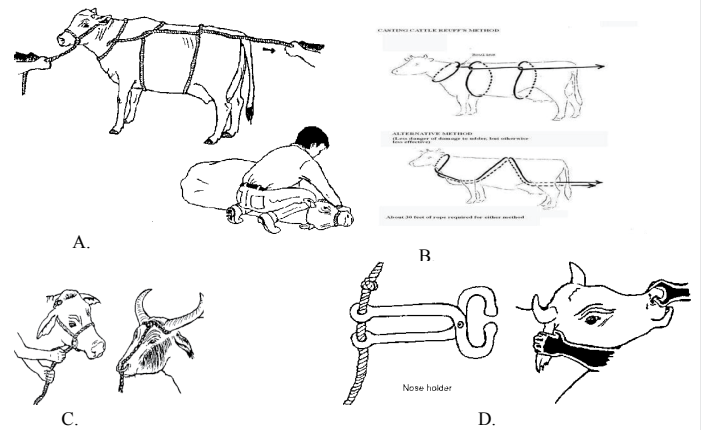 CASTING CATTLE REUFF'S METHOD
ALTERNATIVE METHOD
(Less danger of damage to udder, but otherwise
less effective)
About 30 feet of rope required for either method
A.
B.
Nose holder
C.
D.